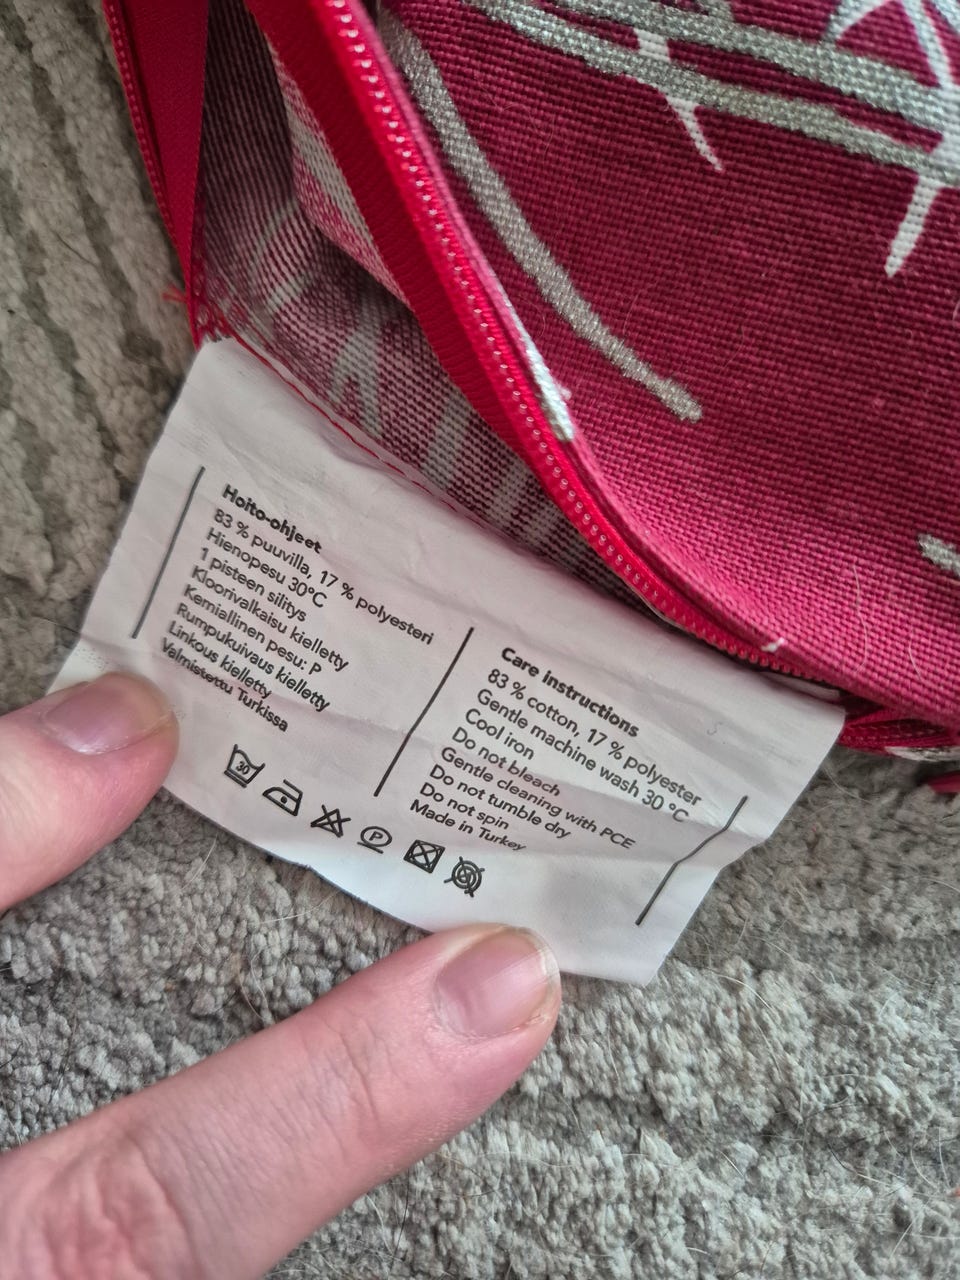 Hoito-ohjeet
83 % puuvilla, 17 % polyesteri
Hienopesu 30°C
1 pisteen silitys
Kloorivalkaisu kielletty
Kemiallinen pesu: P
Rumpukuivaus kielletty
Linkous kielletty
Valmistettu Turkissa
30
P
Care instructions
83 % cotton, 17 % polyester
Gentle machine wash 30 °C
Cool iron
Do not bleach
Gentle cleaning with PCE
Do not tumble dry
Do not spin
Made in Turkey